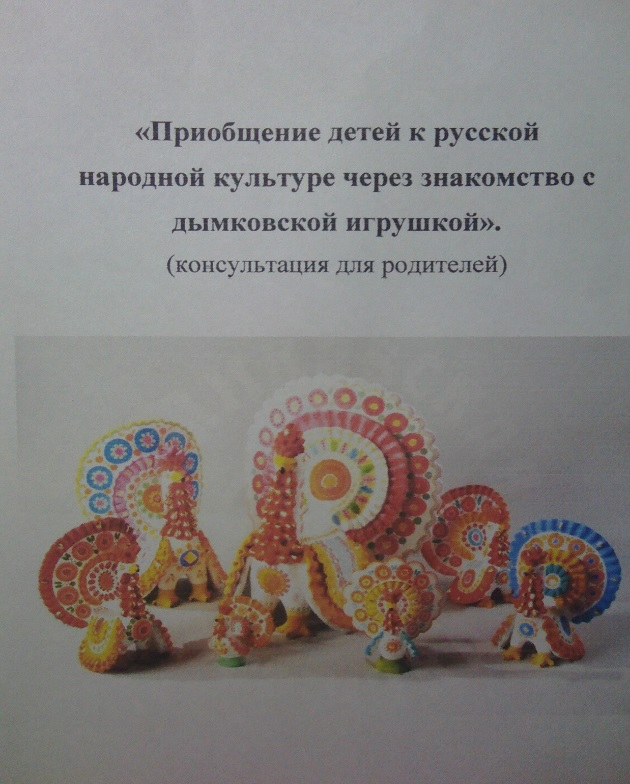 «Приобщение детей к русской
народной культуре через знакомство с
дымковской игрушкой».
(консультация для родителей)